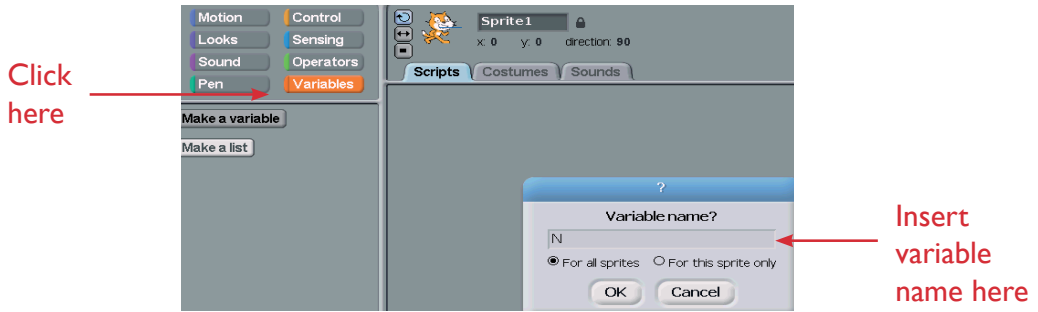 Motion Control
Looks Sensing
Sound Operators
Pen Variables
Make a variable
Make a list
Sprite1
x: 0 y: 0 direction: 90
Scripts Costumes Sounds
?
Variable name?
N
For all sprites For this sprite only
OK Cancel
Click
here
Insert
variable
name here